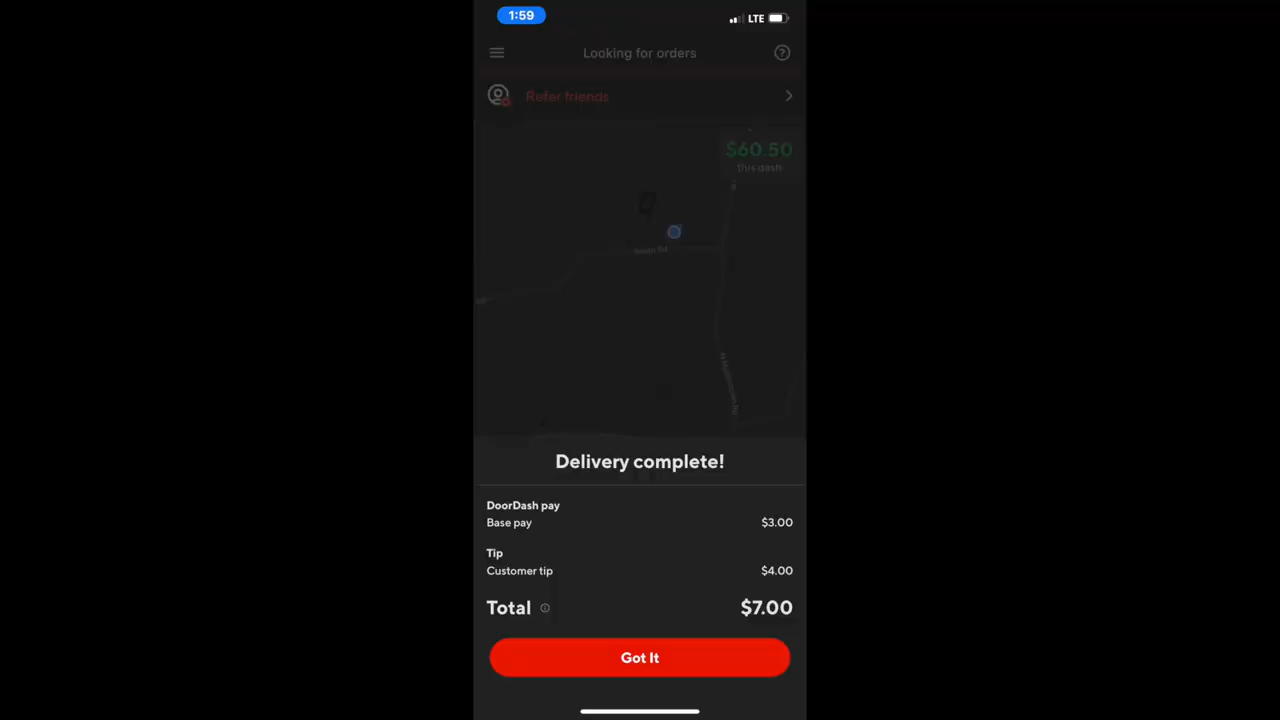 1:59
LTE
Looking for orders
Refer friends
$60.50
this dash
Delivery complete!
DoorDash pay
Base pay $3.00
Tip
Customer tip $4.00
Total $7.00
Got It